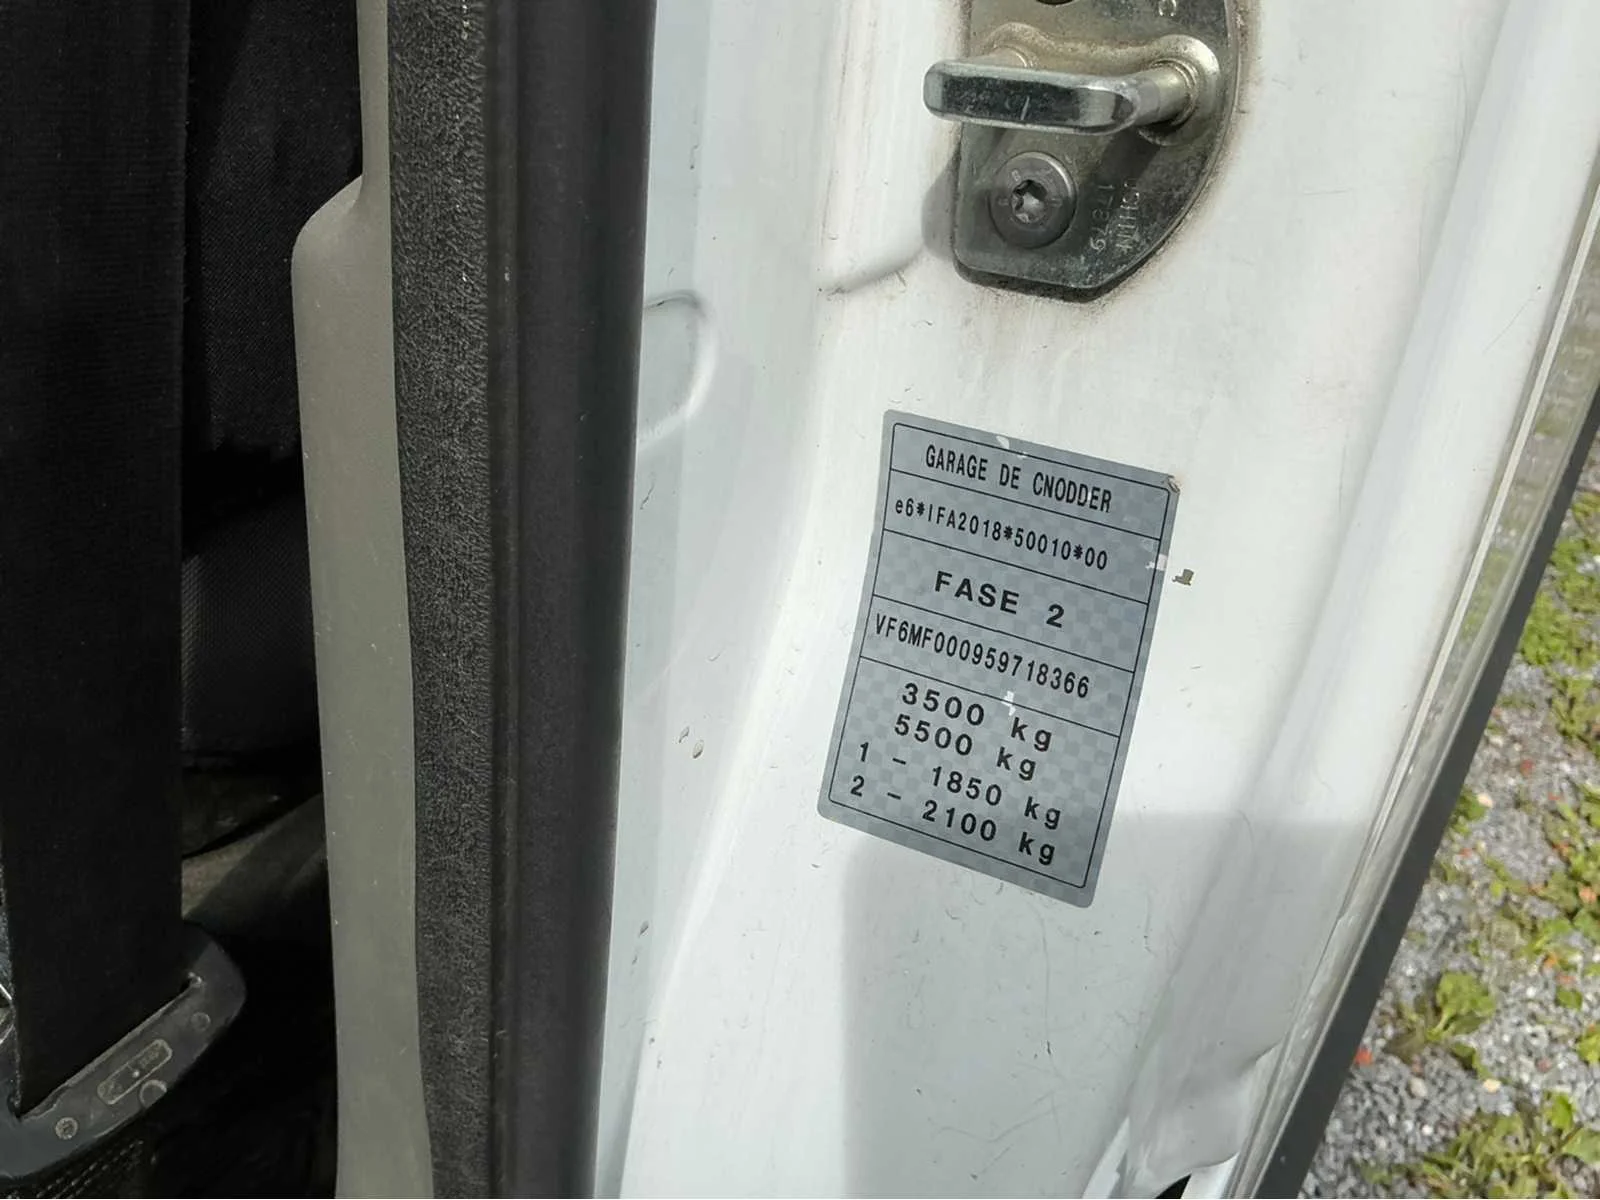 GARAGE DE CNODDER
e6*IFA2018*50010*00
FASE 2
VF6MF000959718366
3500 kg
5500 kg
1 - 1850 kg
2 - 2100 kg